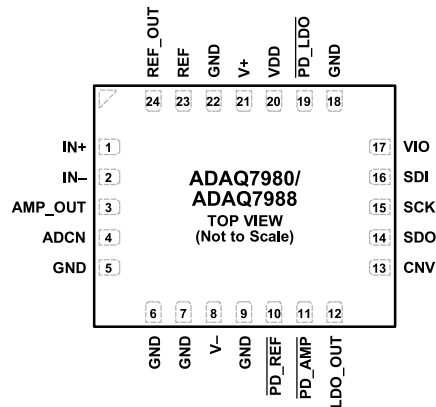 REF_OUT
REF
GND
V+
VDD
PD_LDO
GND
24
23
22
21
20
19
18
IN+ 1
IN– 2
AMP_OUT 3
ADCN 4
GND 5
ADAQ7980/
ADAQ7988
TOP VIEW
(Not to Scale)
17 VIO
16 SDI
15 SCK
14 SDO
13 CNV
6
7
8
9
10
11
12
GND
GND
V–
GND
PD_REF
PD_AMP
LDO_OUT